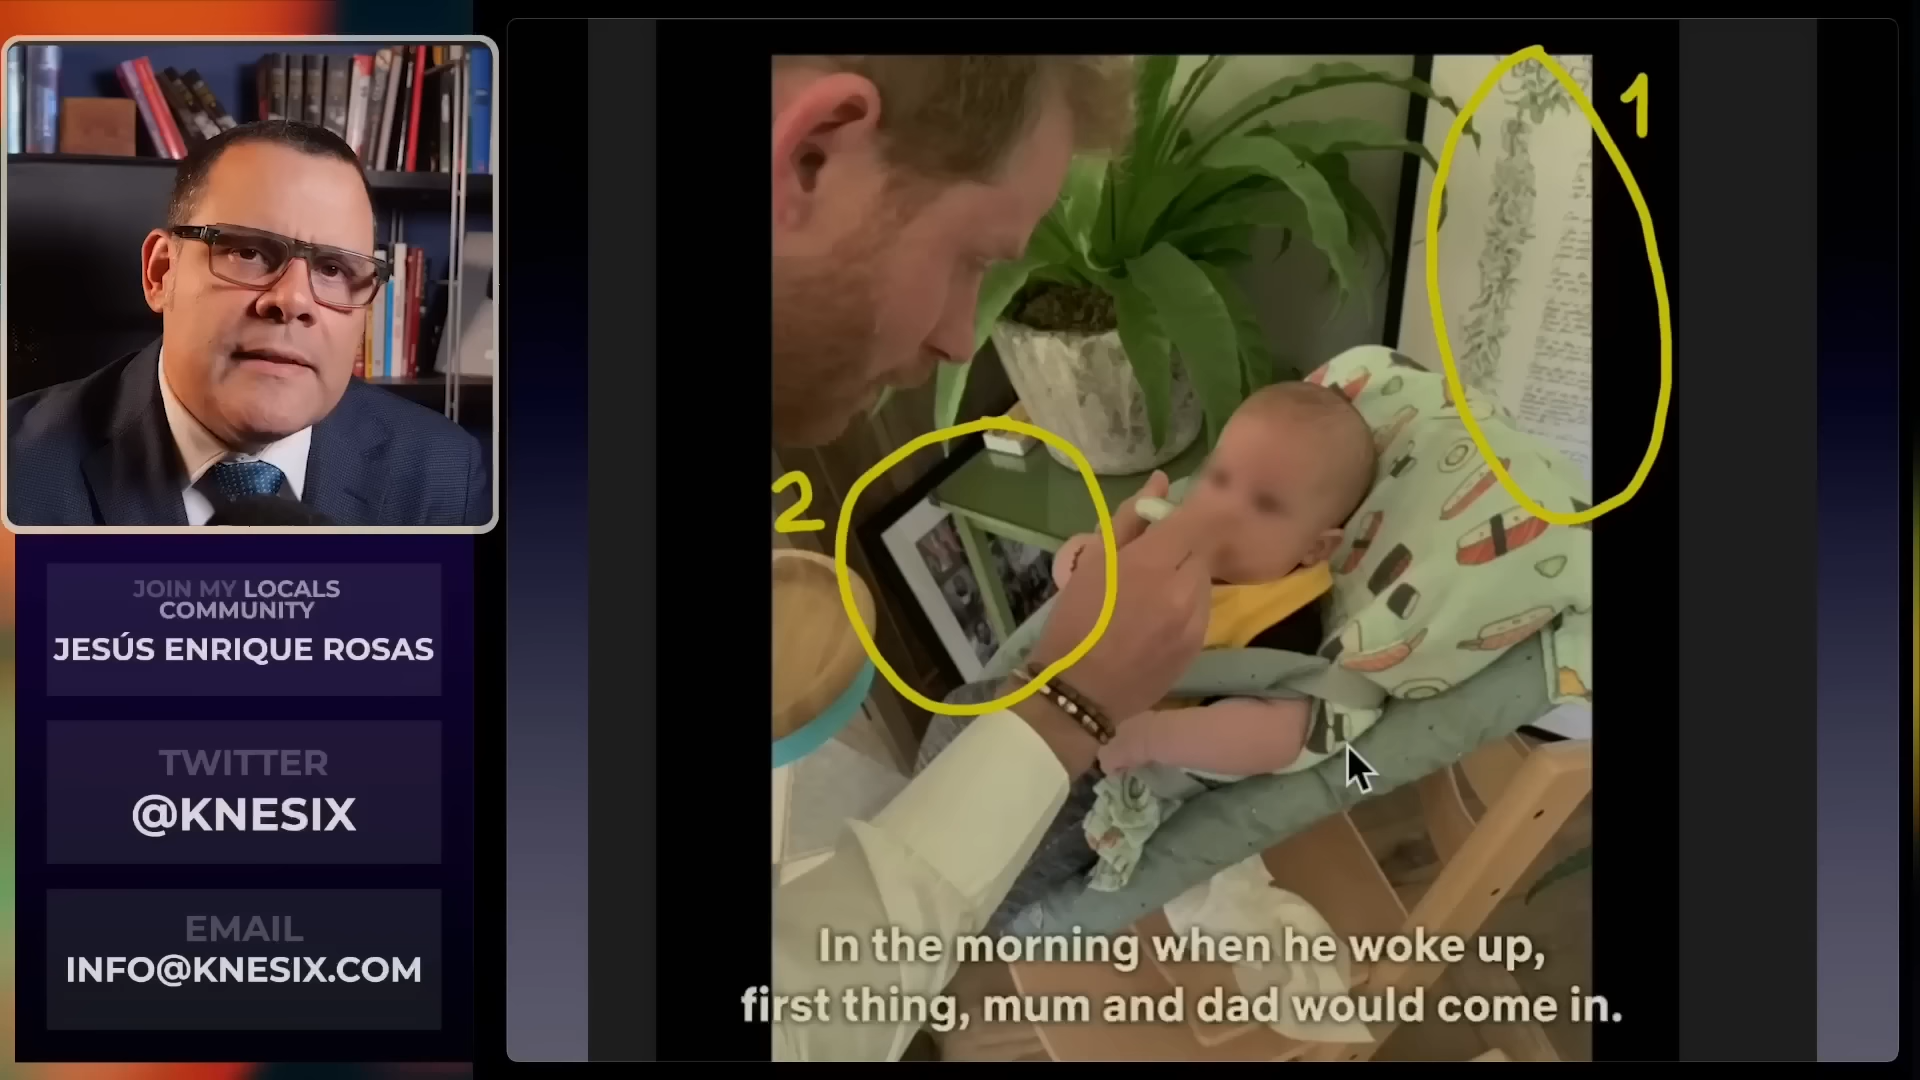 JOIN MY LOCALS
COMMUNITY
JESÚS ENRIQUE ROSAS
TWITTER
@KNESIX
EMAIL
INFO@KNESIX.COM
1
2
In the morning when he woke up,
first thing, mum and dad would come in.